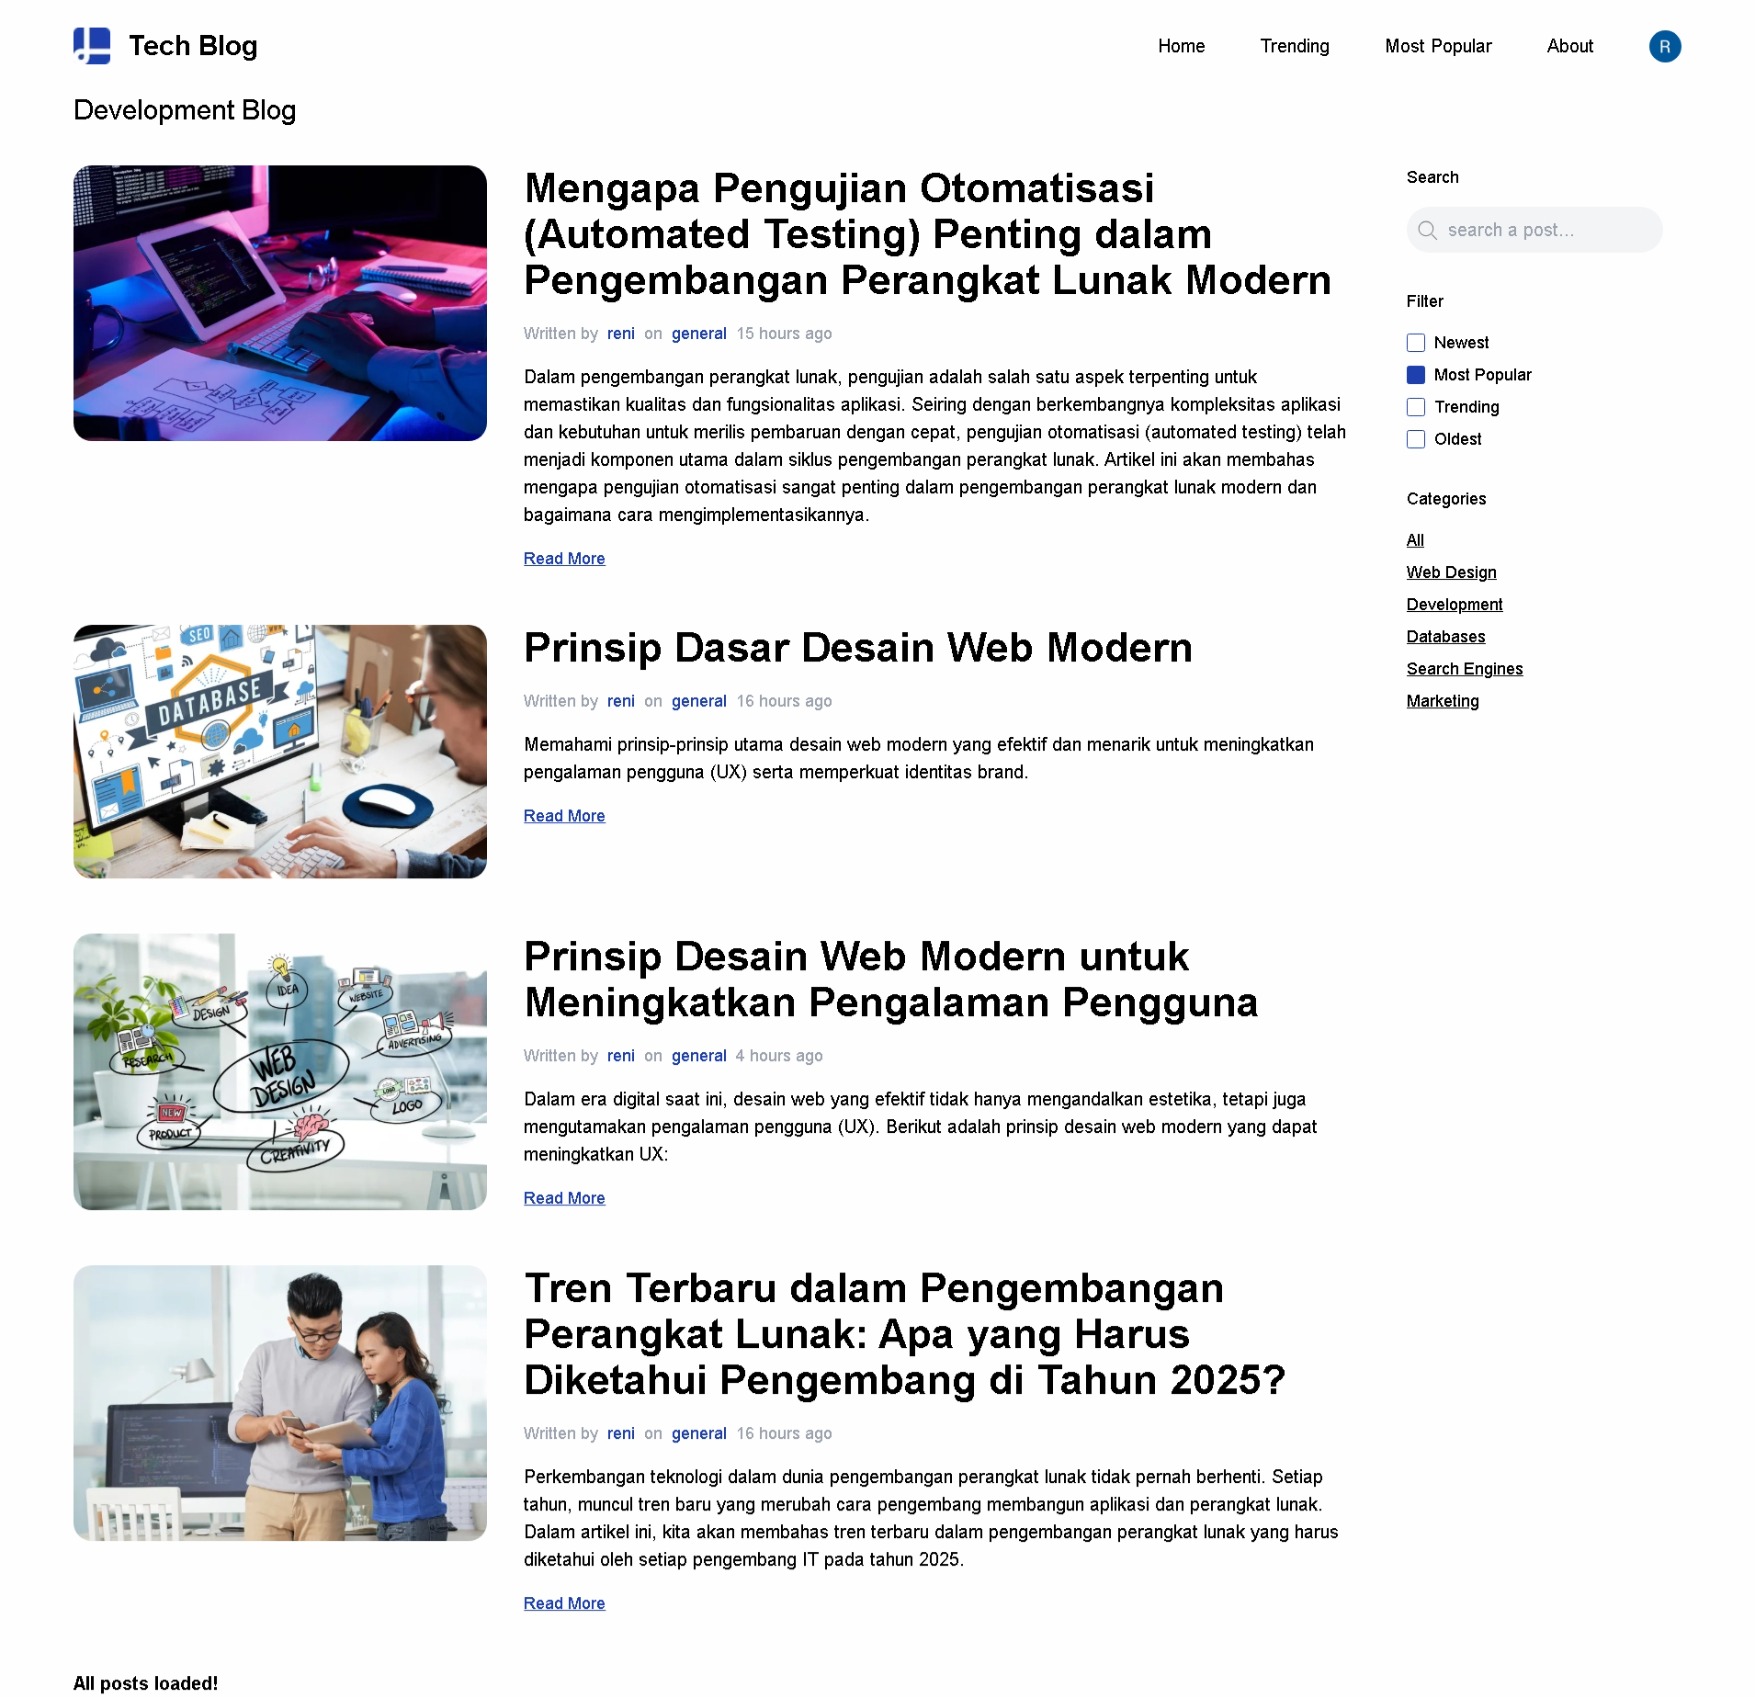 Tech Blog
Home
Trending
Most Popular
About
R
Development Blog
Mengapa Pengujian Otomatisasi
(Automated Testing) Penting dalam
Pengembangan Perangkat Lunak Modern
Written by reni on general 15 hours ago
Dalam pengembangan perangkat lunak, pengujian adalah salah satu aspek terpenting untuk
memastikan kualitas dan fungsionalitas aplikasi. Seiring dengan berkembangnya kompleksitas aplikasi
dan kebutuhan untuk merilis pembaruan dengan cepat, pengujian otomatisasi (automated testing) telah
menjadi komponen utama dalam siklus pengembangan perangkat lunak. Artikel ini akan membahas
mengapa pengujian otomatisasi sangat penting dalam pengembangan perangkat lunak modern dan
bagaimana cara mengimplementasikannya.
Read More
SEO
DATABASE
Prinsip Dasar Desain Web Modern
Written by reni on general 16 hours ago
Memahami prinsip-prinsip utama desain web modern yang efektif dan menarik untuk meningkatkan
pengalaman pengguna (UX) serta memperkuat identitas brand.
Read More
IDEA
WEBSITE
DESIGN
ADVERTISING
RESEARCH
WEB
DESIGN
LOGO
NEW
PRODUCT
CREATIVITY
Prinsip Desain Web Modern untuk
Meningkatkan Pengalaman Pengguna
Written by reni on general 4 hours ago
Dalam era digital saat ini, desain web yang efektif tidak hanya mengandalkan estetika, tetapi juga
mengutamakan pengalaman pengguna (UX). Berikut adalah prinsip desain web modern yang dapat
meningkatkan UX:
Read More
Tren Terbaru dalam Pengembangan
Perangkat Lunak: Apa yang Harus
Diketahui Pengembang di Tahun 2025?
Written by reni on general 16 hours ago
Perkembangan teknologi dalam dunia pengembangan perangkat lunak tidak pernah berhenti. Setiap
tahun, muncul tren baru yang merubah cara pengembang membangun aplikasi dan perangkat lunak.
Dalam artikel ini, kita akan membahas tren terbaru dalam pengembangan perangkat lunak yang harus
diketahui oleh setiap pengembang IT pada tahun 2025.
Read More
All posts loaded!
Search
search a post...
Filter
Newest
Most Popular
Trending
Oldest
Categories
All
Web Design
Development
Databases
Search Engines
Marketing